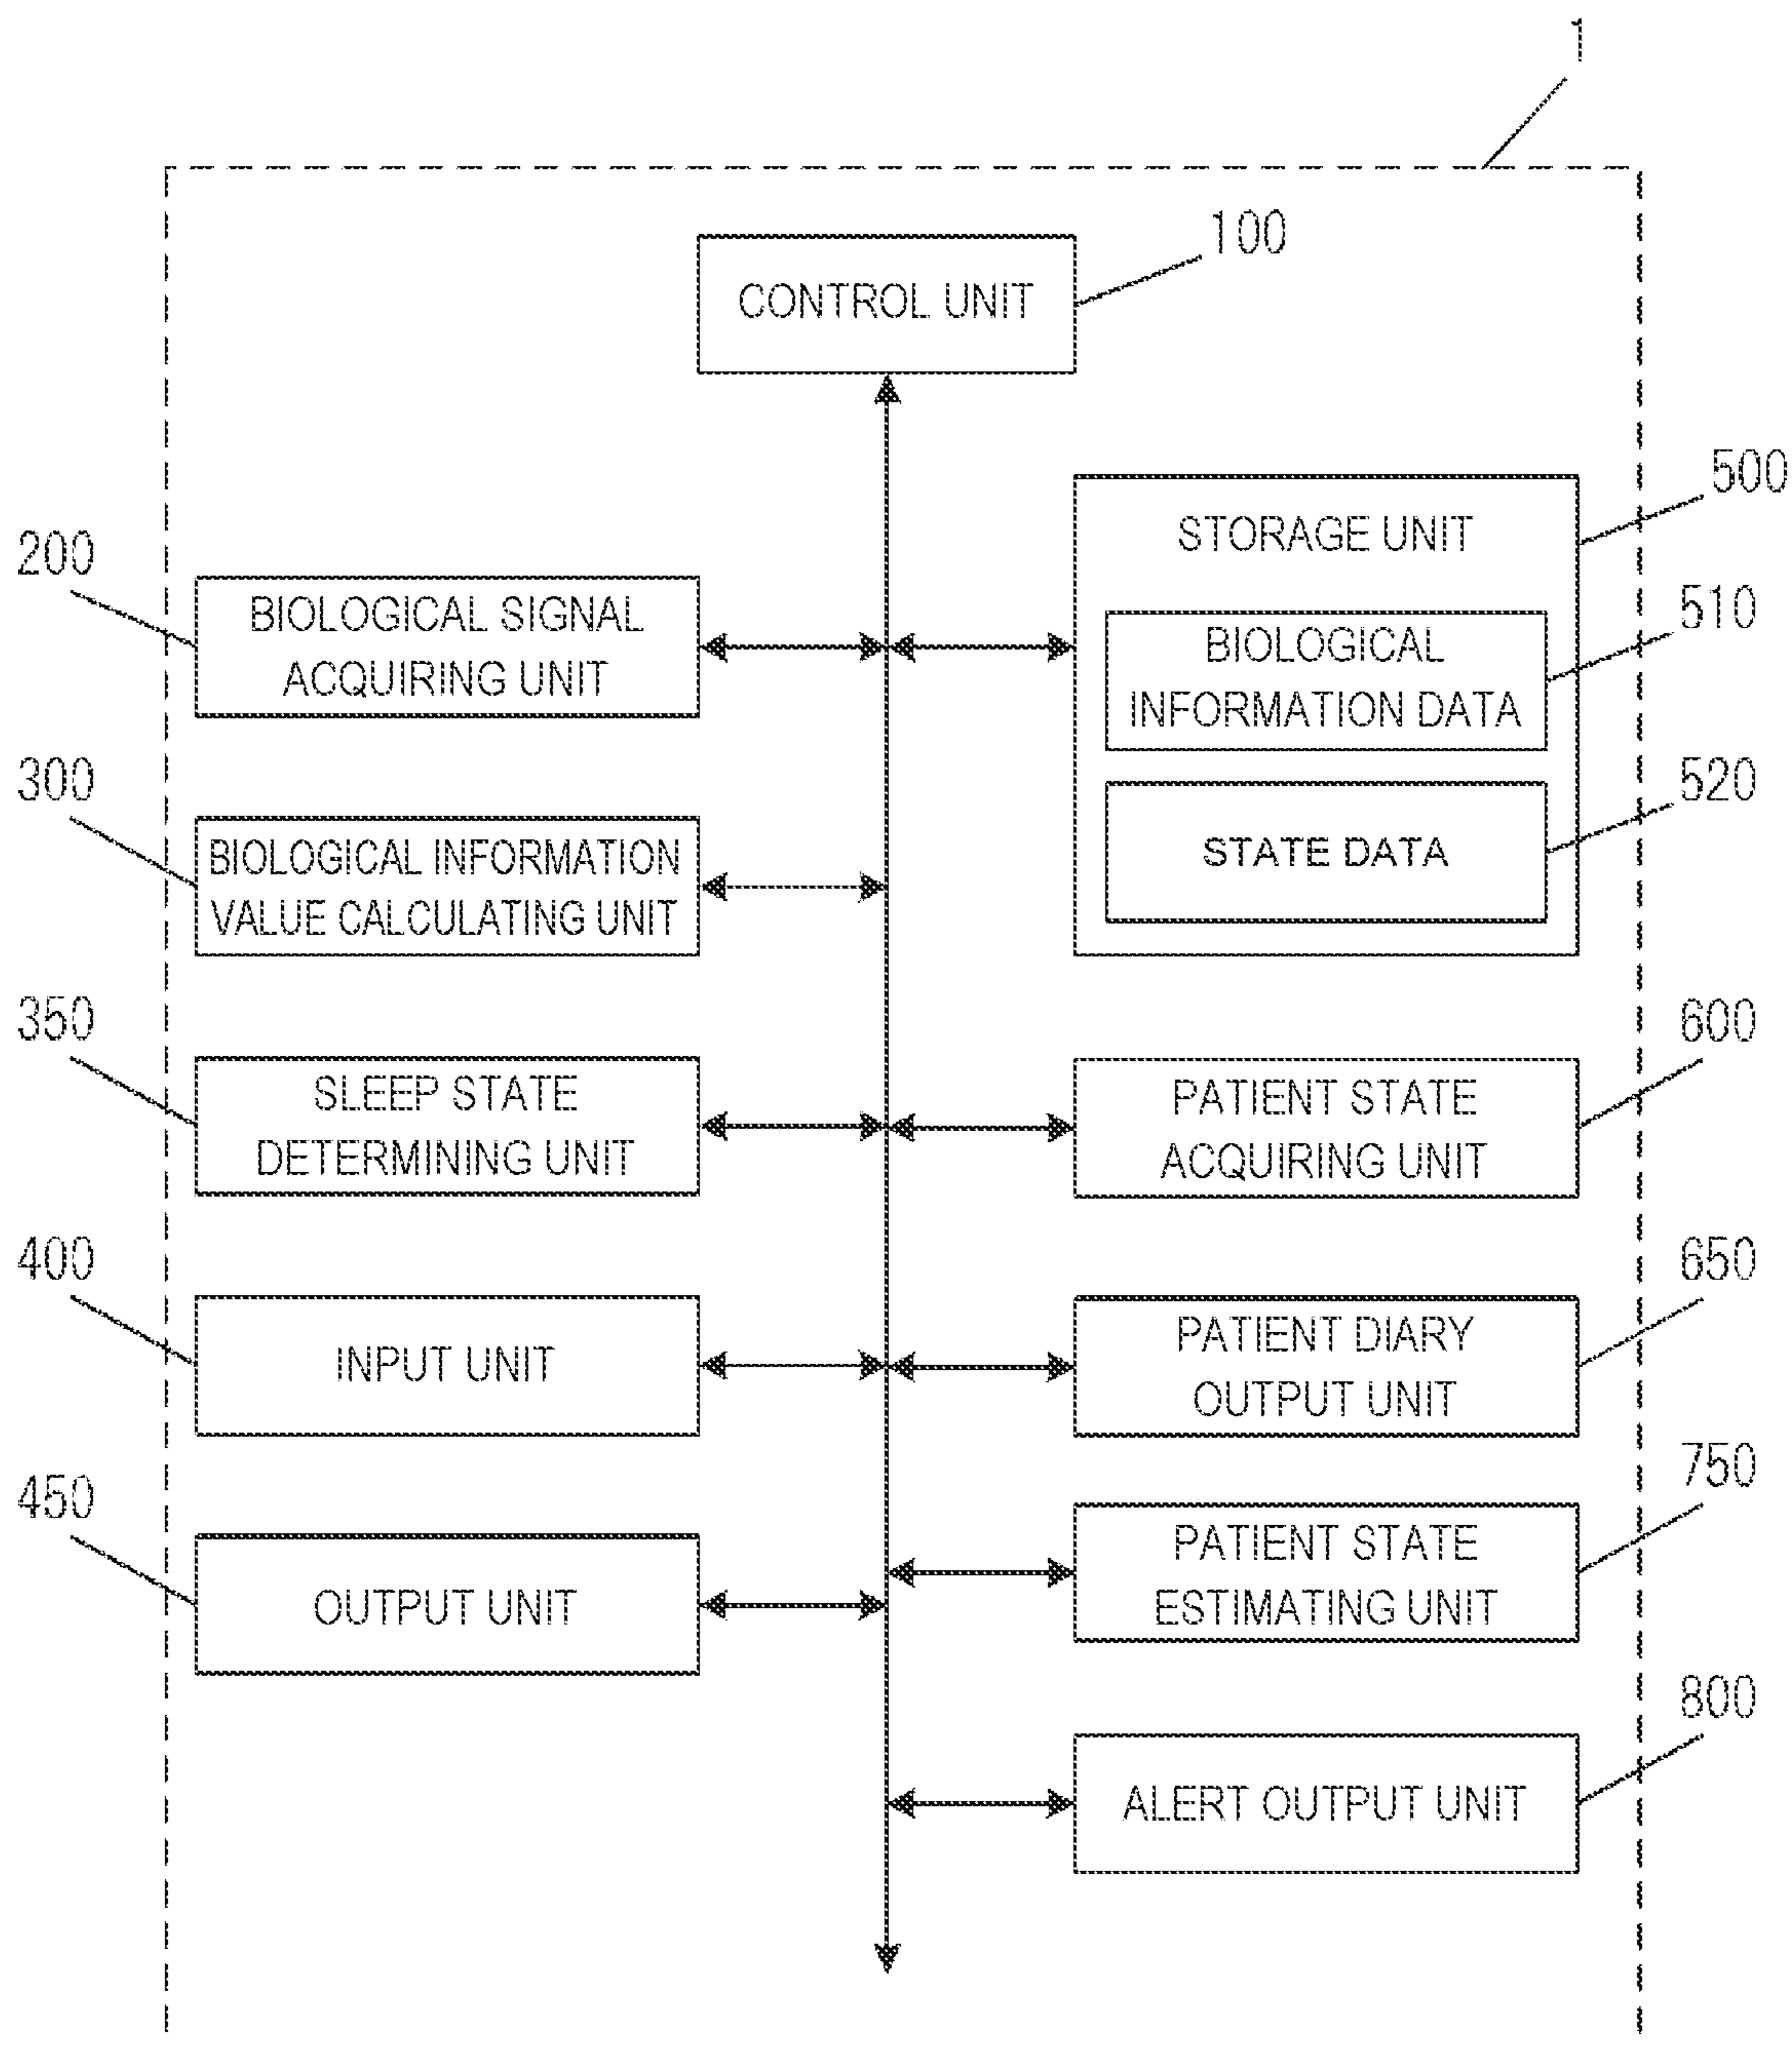 1
100
CONTROL UNIT
500
STORAGE UNIT
200
BIOLOGICAL SIGNAL
ACQUIRING UNIT
510
BIOLOGICAL
INFORMATION DATA
300
BIOLOGICAL INFORMATION
VALUE CALCULATING UNIT
520
STATE DATA
350
SLEEP STATE
DETERMINING UNIT
600
PATIENT STATE
ACQUIRING UNIT
400
INPUT UNIT
650
PATIENT DIARY
OUTPUT UNIT
450
OUTPUT UNIT
750
PATIENT STATE
ESTIMATING UNIT
800
ALERT OUTPUT UNIT